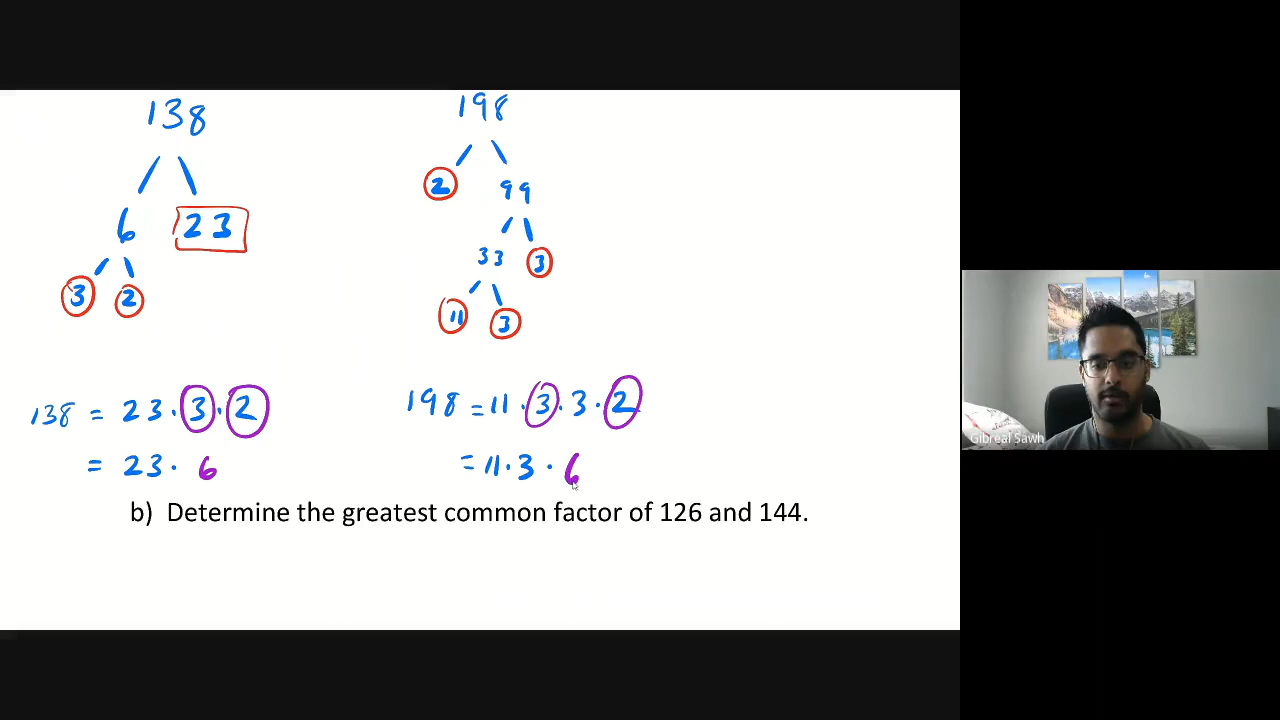 138
6 23
3 2
198
2 99
33 3
11 3
138 = 23 · 3 · 2
= 23 · 6
198 = 11 · 3 · 3 · 2
= 11 · 3 · 6
b) Determine the greatest common factor of 126 and 144.
Gibreal Sawh